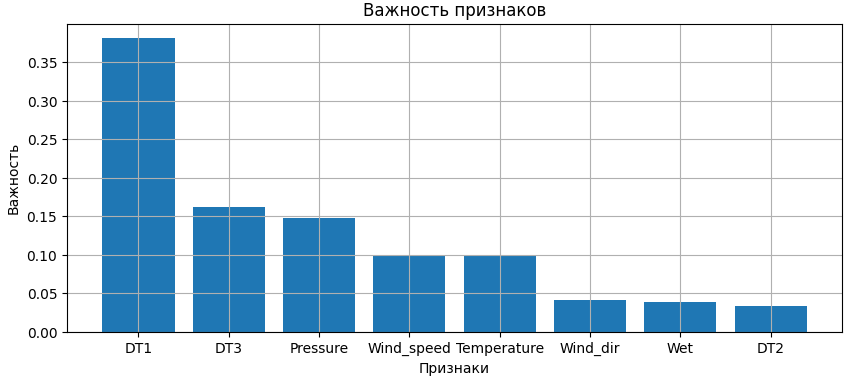 Важность признаков
Важность
0.35
0.30
0.25
0.20
0.15
0.10
0.05
0.00
DT1 DT3 Pressure Wind_speed Temperature Wind_dir Wet DT2
Признаки